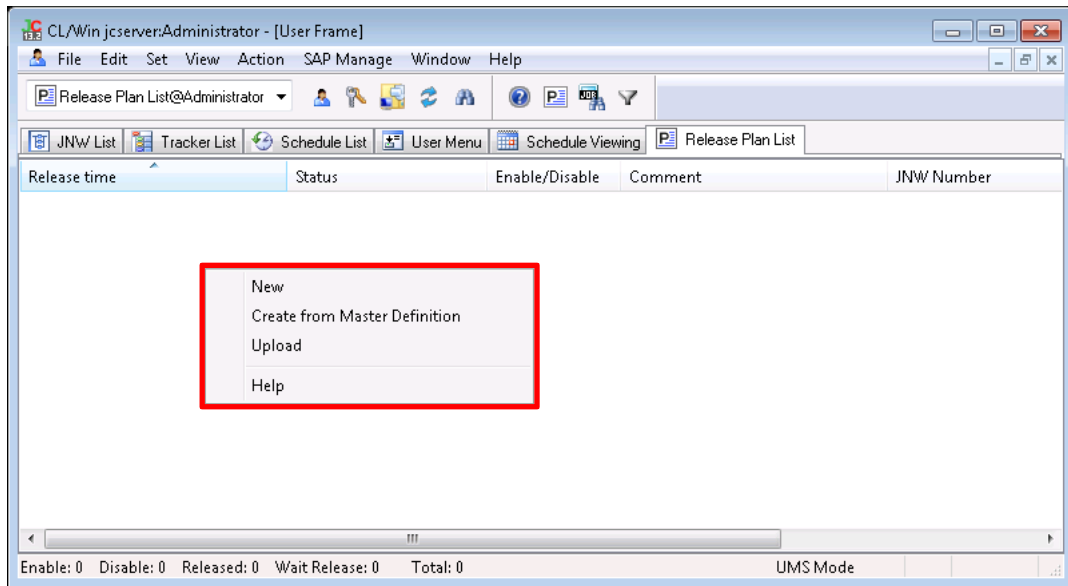 CL/Win jcserver:Administrator - [User Frame]
File Edit Set View Action SAP Manage Window Help
Release Plan List@Administrator
JNW List Tracker List Schedule List User Menu Schedule Viewing Release Plan List
Release time Status Enable/Disable Comment JNW Number
New
Create from Master Definition
Upload
Help
Enable: 0 Disable: 0 Released: 0 Wait Release: 0 Total: 0 UMS Mode